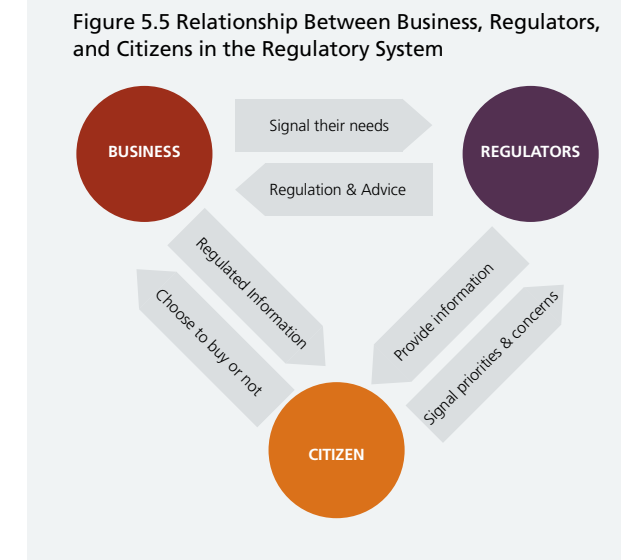 Figure 5.5 Relationship Between Business, Regulators,
and Citizens in the Regulatory System
BUSINESS
Signal their needs
REGULATORS
Regulation & Advice
Regulated Information
Choose to buy or not
Provide information
Signal priorities & concerns
CITIZEN